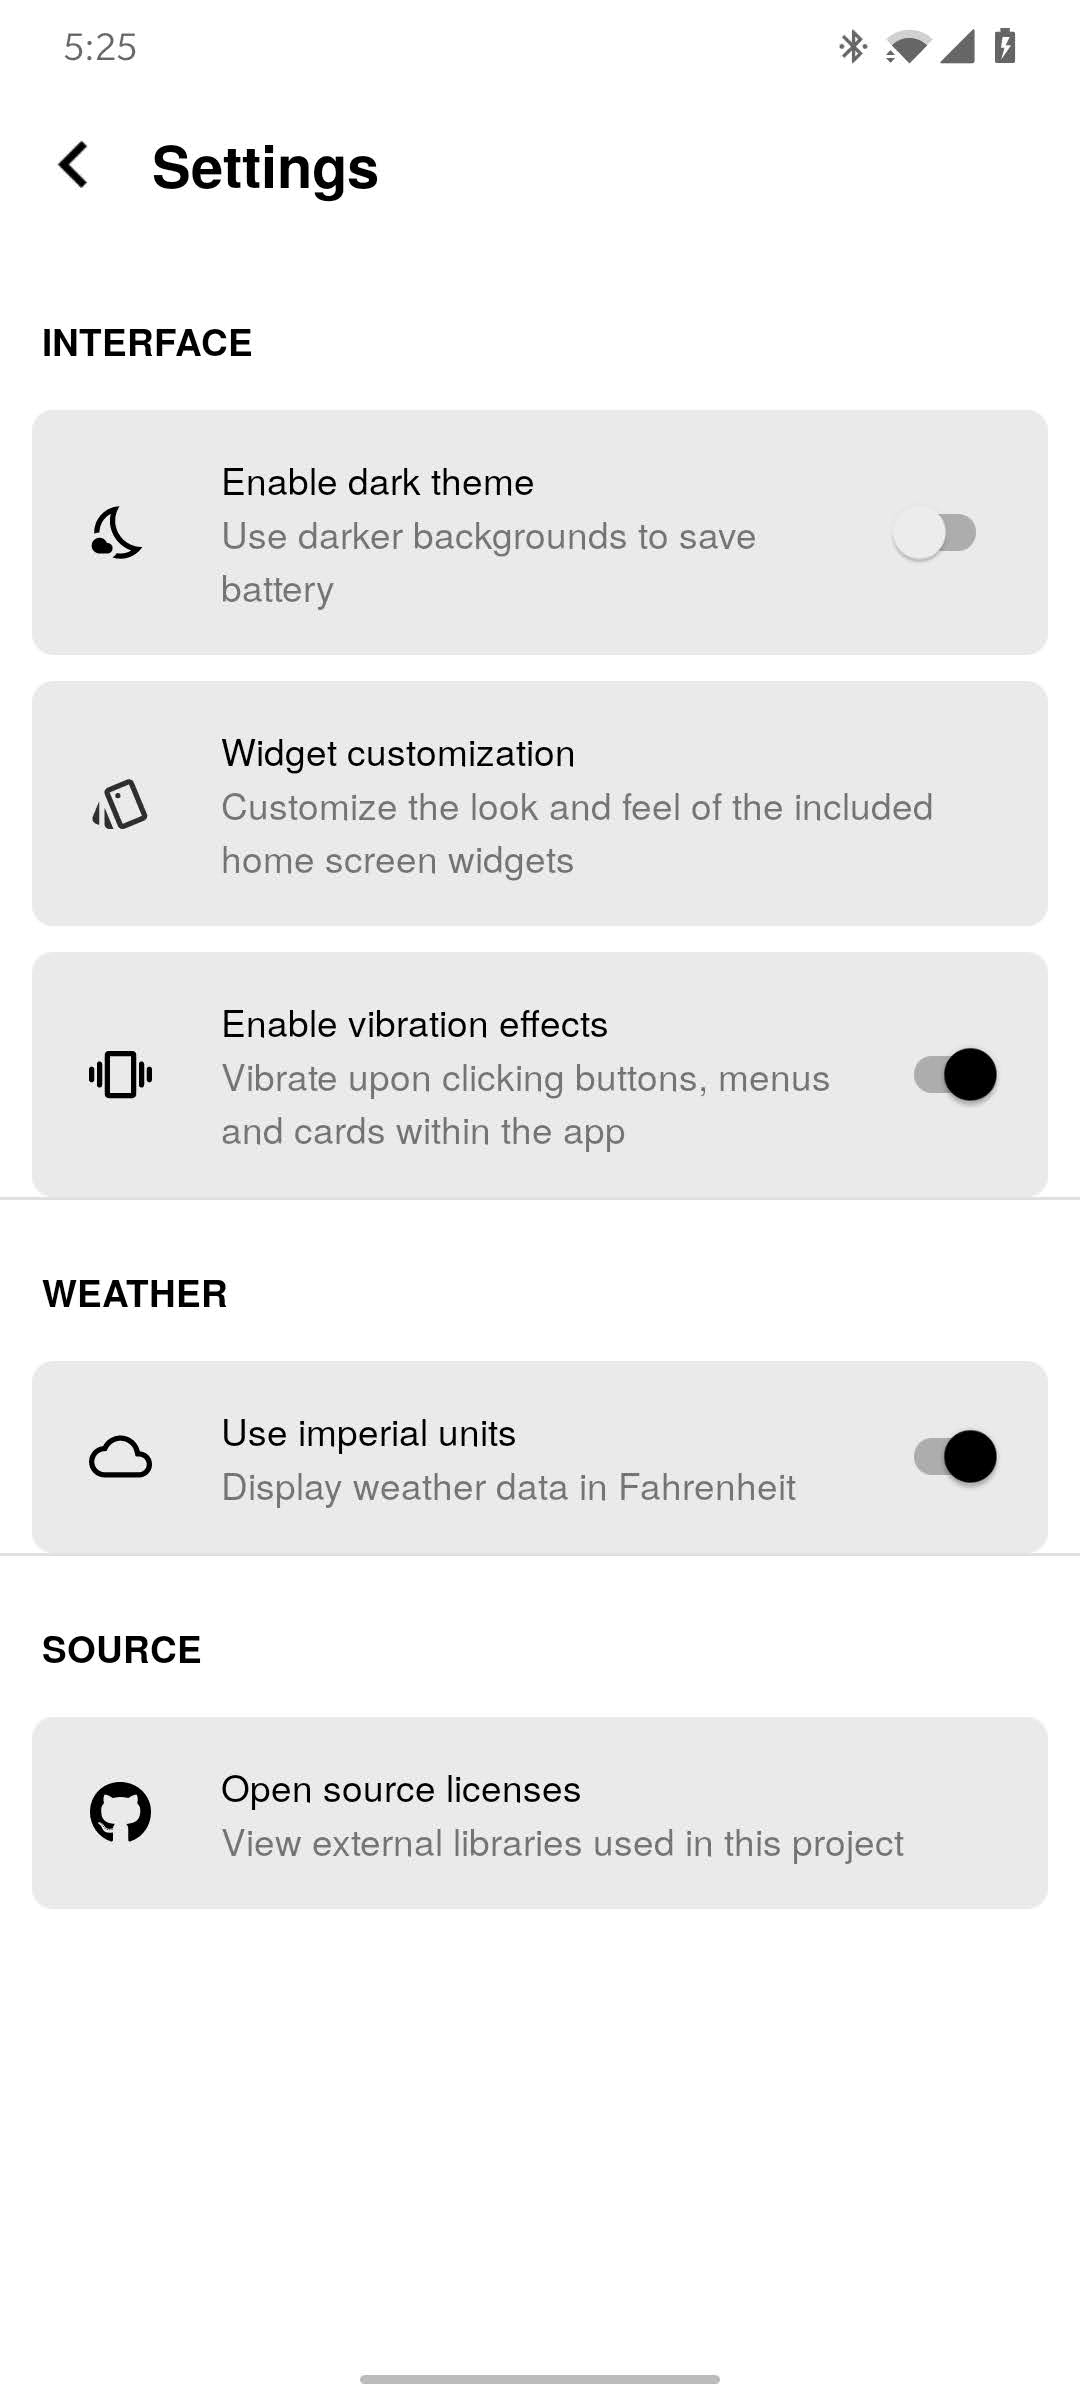 5:25
Settings
INTERFACE
Enable dark theme
Use darker backgrounds to save
battery
Widget customization
Customize the look and feel of the included
home screen widgets
Enable vibration effects
Vibrate upon clicking buttons, menus
and cards within the app
WEATHER
Use imperial units
Display weather data in Fahrenheit
SOURCE
Open source licenses
View external libraries used in this project